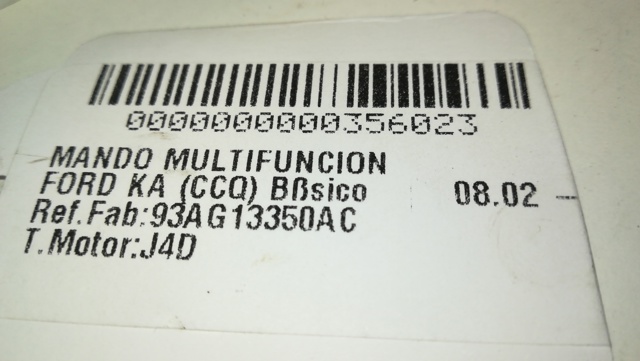 0000000000356023
MANDO MULTIFUNCION
FORD KA (CCQ) Bßsico 08.02
Ref.Fab:93AG13350AC
T.Motor:J4D